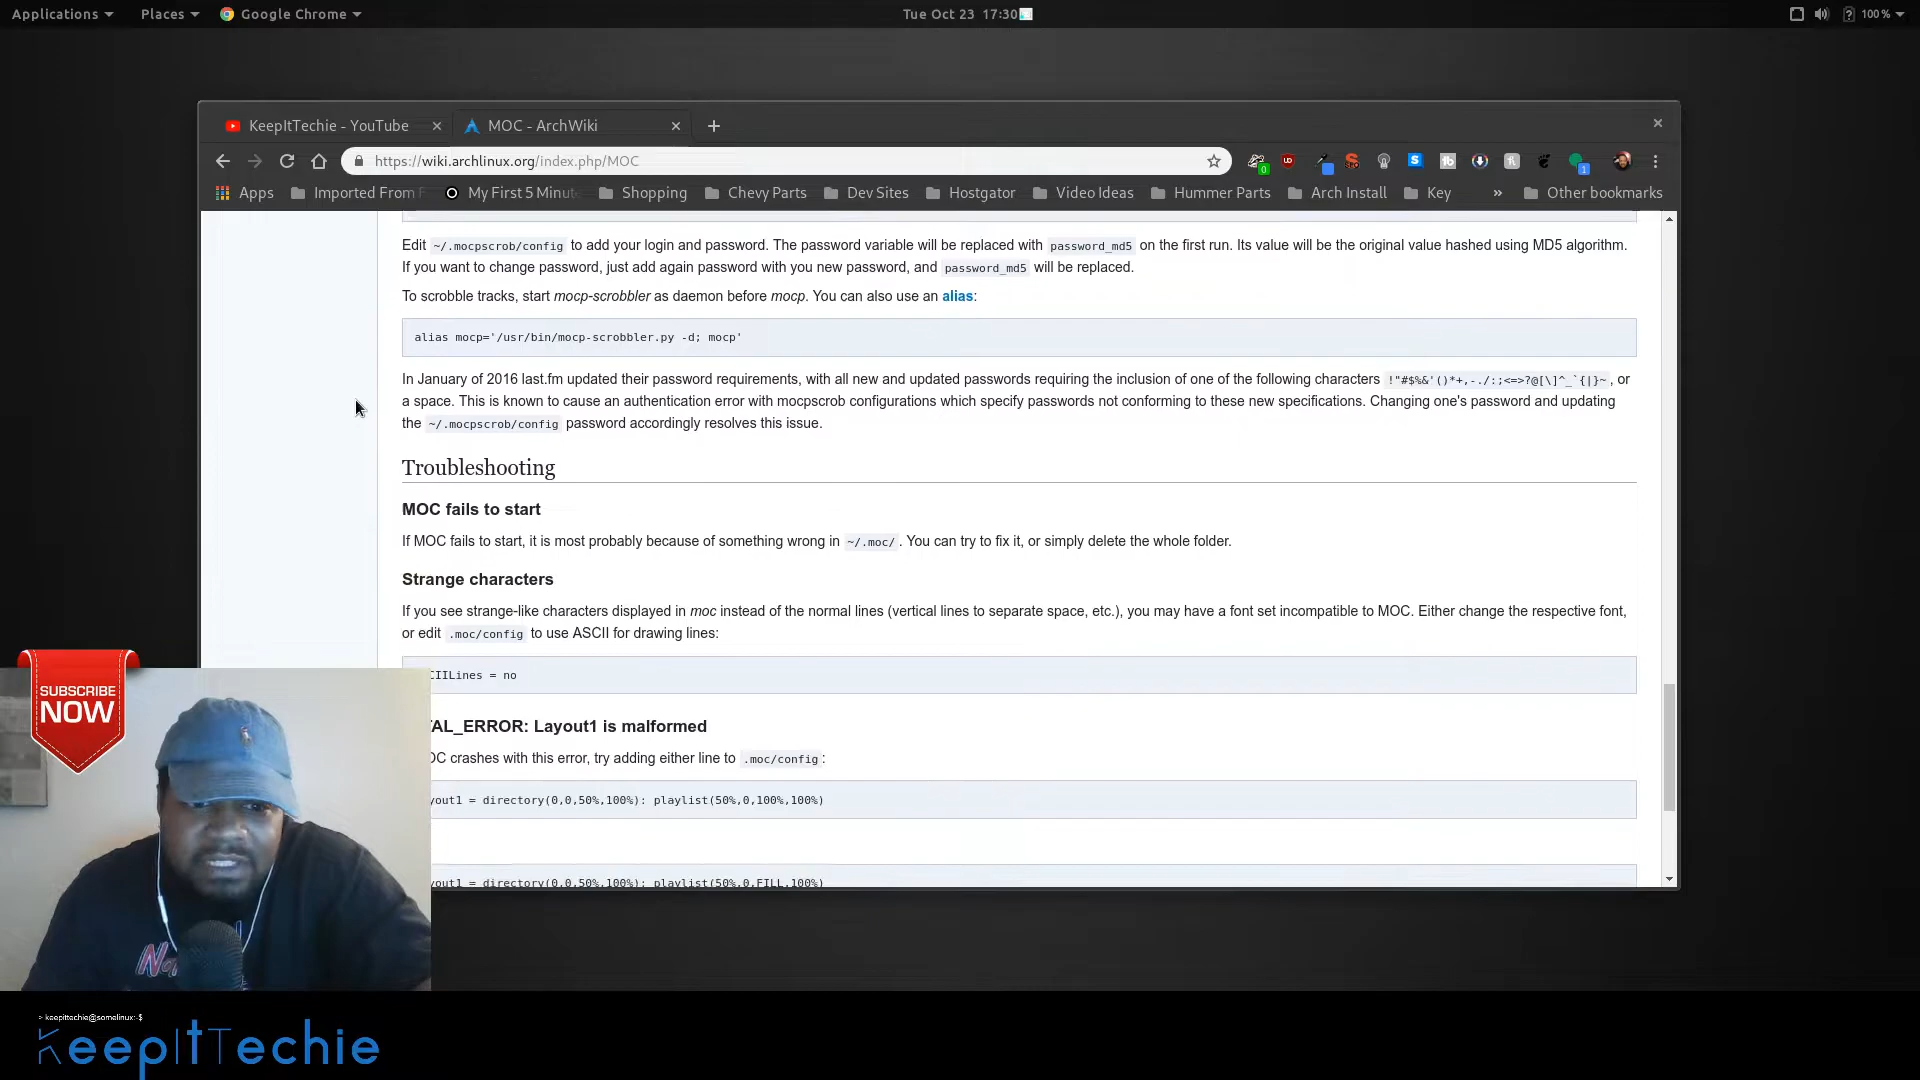 Applications Places Google Chrome Tue Oct 23 17:30 100%
KeepItTechie - YouTube MOC - ArchWiki
https://wiki.archlinux.org/index.php/MOC
Apps Imported From F My First 5 Minut Shopping Chevy Parts Dev Sites Hostgator Video Ideas Hummer Parts Arch Install Key » Other bookmarks
Edit ~/.mocpscrob/config to add your login and password. The password variable will be replaced with password_md5 on the first run. Its value will be the original value hashed using MD5 algorithm.
If you want to change password, just add again password with you new password, and password_md5 will be replaced.
To scrobble tracks, start mocp-scrobbler as daemon before mocp. You can also use an alias:
alias mocp='/usr/bin/mocp-scrobbler.py -d; mocp'
In January of 2016 last.fm updated their password requirements, with all new and updated passwords requiring the inclusion of one of the following characters !"#$%&'()*+,-./:;<=>?@[\]^_`{|}~, or
a space. This is known to cause an authentication error with mocpscrob configurations which specify passwords not conforming to these new specifications. Changing one's password and updating
the ~/.mocpscrob/config password accordingly resolves this issue.
Troubleshooting
MOC fails to start
If MOC fails to start, it is most probably because of something wrong in ~/.moc/. You can try to fix it, or simply delete the whole folder.
Strange characters
If you see strange-like characters displayed in moc instead of the normal lines (vertical lines to separate space, etc.), you may have a font set incompatible to MOC. Either change the respective font,
or edit .moc/config to use ASCII for drawing lines:
CIILines = no
TAL_ERROR: Layout1 is malformed
OC crashes with this error, try adding either line to .moc/config:
yout1 = directory(0,0,50%,100%): playlist(50%,0,100%,100%)
yout1 = directory(0,0,50%,100%): playlist(50%,0,FILL,100%)
SUBSCRIBE
NOW
> keepittechie@somelinux:-$
KeepItTechie